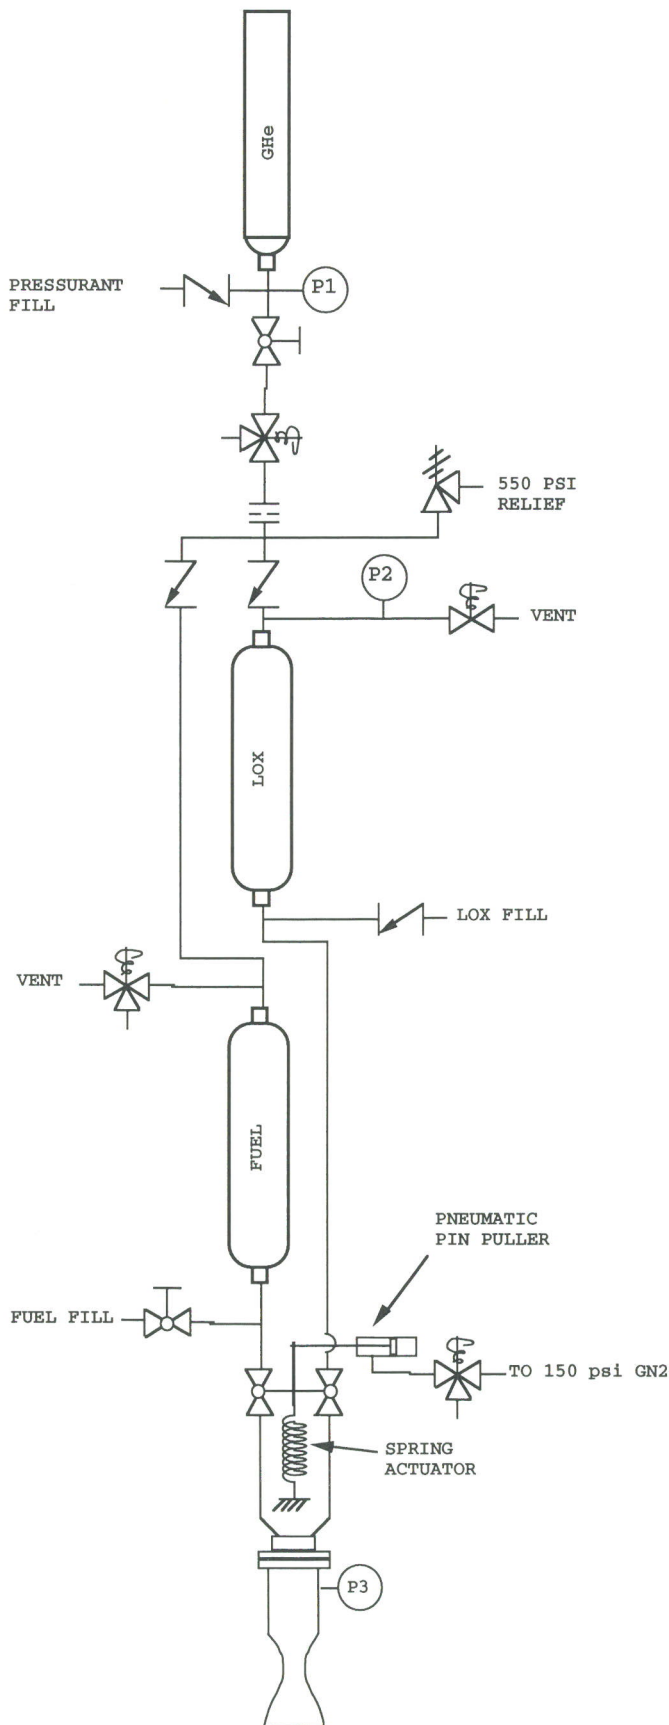 GHe
PRESSURANT
FILL
P1
550 PSI
RELIEF
P2
VENT
LOX
LOX FILL
VENT
FUEL
PNEUMATIC
PIN PULLER
FUEL FILL
TO 150 psi GN2
SPRING
ACTUATOR
P3